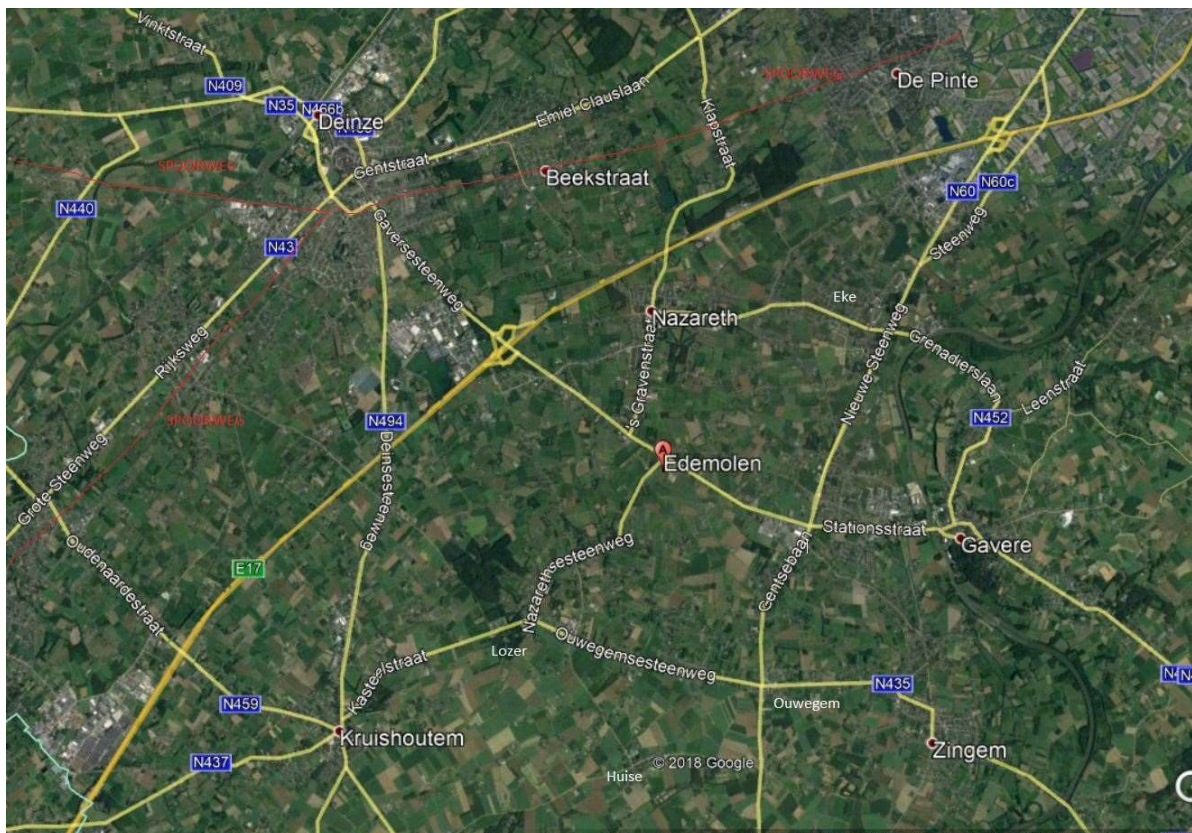 Vinktstraat
N409
N35
N466b
Deinze
Emiel Clauslaan
Klapstraat
SPOORWEG
De Pinte
SPOORWEG
Gentstraat
Beekstraat
N440
N43
Gaversesteenweg
N60
N60c
Steenweg
Eke
Nazareth
Rijksweg
Grenadierslaan
's Gravenstraat
Nieuwe Steenweg
Leenstraat
SPOORWEG
N494
N452
Deinsesteenweg
A
Edemolen
Grote Steenweg
Stationsstraat
Gavere
Oudenaardestraat
E17
Nazarethsesteenweg
Gentsebaan
Lozer
Ouwegemsesteenweg
Kasteelstraat
N435
N459
Ouwegem
Kruishoutem
Zingem
N437
© 2018 Google
Huise